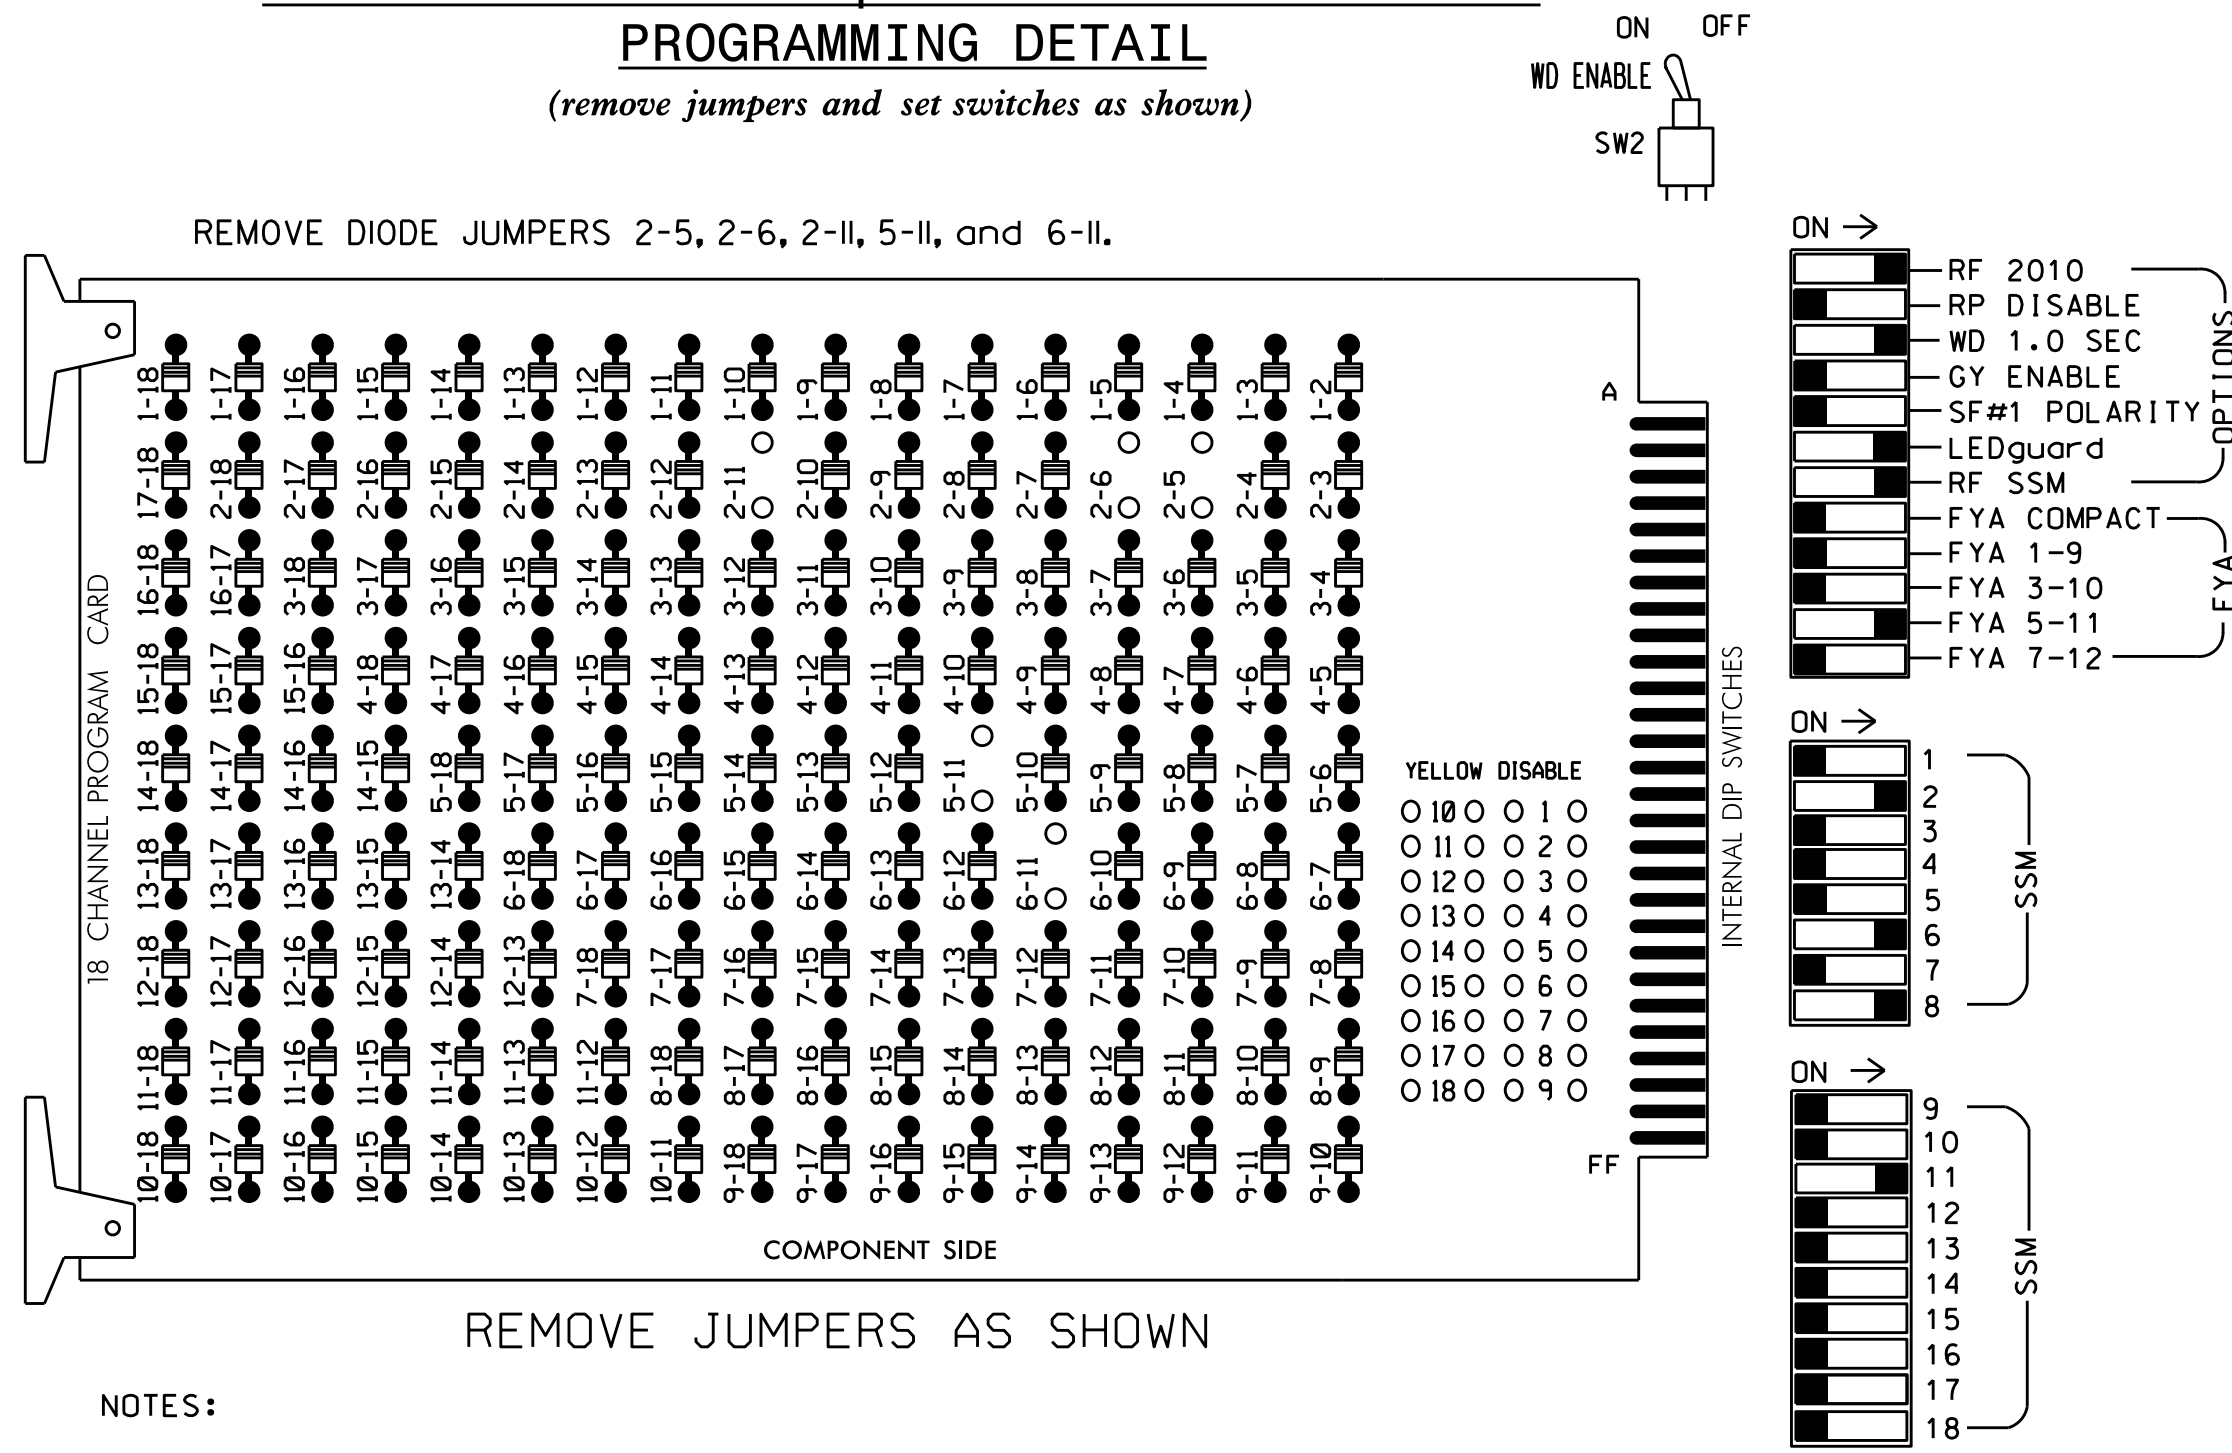 PROGRAMMING DETAIL
(remove jumpers and set switches as shown)
ON OFF
WD ENABLE
SW2
REMOVE DIODE JUMPERS 2-5, 2-6, 2-11, 5-11, and 6-11.
18 CHANNEL PROGRAM CARD
1-18 1-17 1-16 1-15 1-14 1-13 1-12 1-11 1-10 1-9 1-8 1-7 1-6 1-5 1-4 1-3 1-2
17-18 2-18 2-17 2-16 2-15 2-14 2-13 2-12 2-11 2-10 2-9 2-8 2-7 2-6 2-5 2-4 2-3
16-18 16-17 3-18 3-17 3-16 3-15 3-14 3-13 3-12 3-11 3-10 3-9 3-8 3-7 3-6 3-5 3-4
15-18 15-17 15-16 4-18 4-17 4-16 4-15 4-14 4-13 4-12 4-11 4-10 4-9 4-8 4-7 4-6 4-5
14-18 14-17 14-16 14-15 5-18 5-17 5-16 5-15 5-14 5-13 5-12 5-11 5-10 5-9 5-8 5-7 5-6
13-18 13-17 13-16 13-15 13-14 6-18 6-17 6-16 6-15 6-14 6-13 6-12 6-11 6-10 6-9 6-8 6-7
12-18 12-17 12-16 12-15 12-14 12-13 7-18 7-17 7-16 7-15 7-14 7-13 7-12 7-11 7-10 7-9 7-8
11-18 11-17 11-16 11-15 11-14 11-13 11-12 8-18 8-17 8-16 8-15 8-14 8-13 8-12 8-11 8-10 8-9
10-18 10-17 10-16 10-15 10-14 10-13 10-12 10-11 9-18 9-17 9-16 9-15 9-14 9-13 9-12 9-11 9-10
YELLOW DISABLE
10 1
11 2
12 3
13 4
14 5
15 6
16 7
17 8
18 9
A
FF
COMPONENT SIDE
REMOVE JUMPERS AS SHOWN
NOTES:
INTERNAL DIP SWITCHES
ON
RF 2010
RP DISABLE
WD 1.0 SEC
GY ENABLE
SF#1 POLARITY
LEDguard
RF SSM
OPTIONS
FYA COMPACT
FYA 1-9
FYA 3-10
FYA 5-11
FYA 7-12
FYA
ON
1
2
3
4
5
6
7
8
SSM
ON
9
10
11
12
13
14
15
16
17
18
SSM